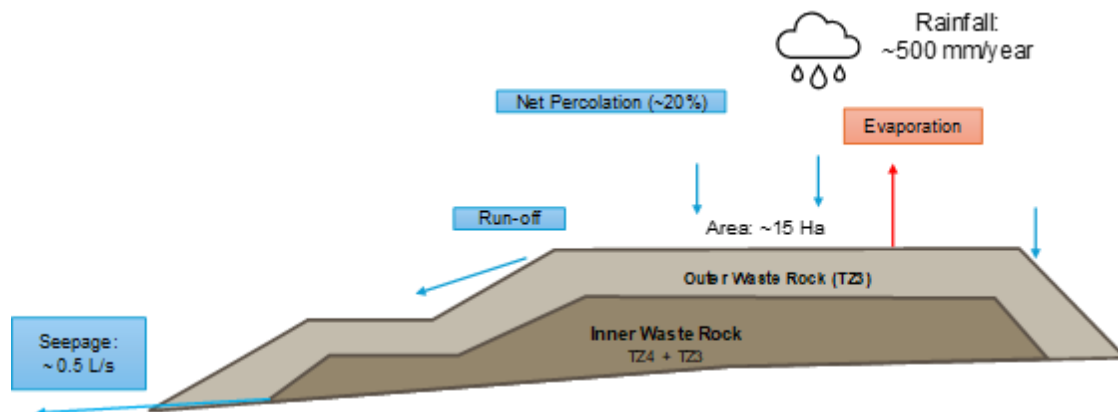 Rainfall:
~500 mm/year
Net Percolation (~20%)
Evaporation
Run-off
Area: ~15 Ha
Outer Waste Rock (TZ3)
Inner Waste Rock
TZ4 + TZ3
Seepage:
~ 0.5 L/s